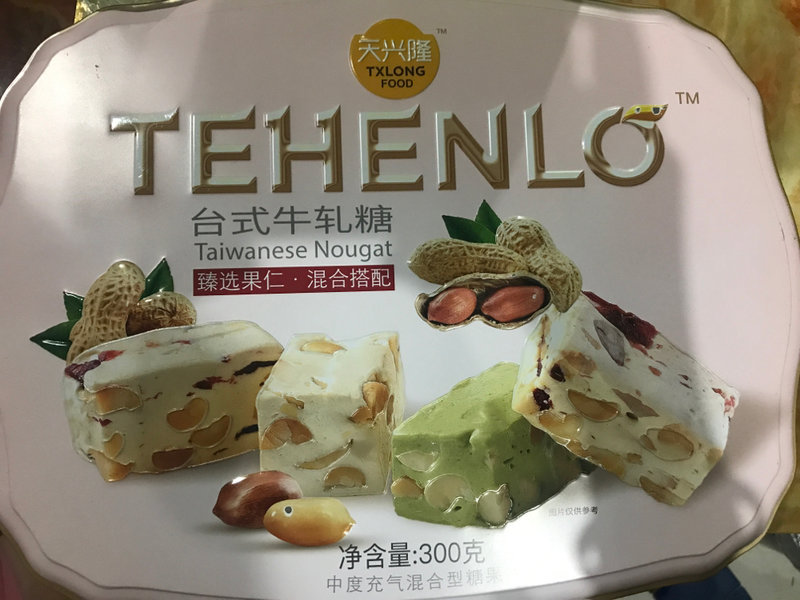 天兴隆
TM
TXLONG
FOOD
TEHENLO
TM
台式牛轧糖
Taiwanese Nougat
臻选果仁·混合搭配
图片仅供参考
净含量:300克
中度充气混合型糖果